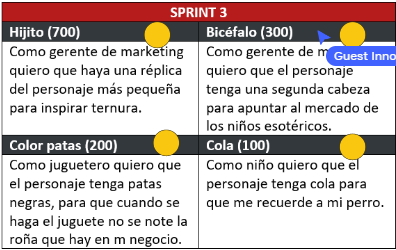 SPRINT 3
Hijito (700)
Como gerente de marketing
quiero que haya una réplica
del personaje más pequeña
para inspirar ternura.
Bicéfalo (300)
Como gerente de m
Guest Inno
quiero que el personaje
tenga una segunda cabeza
para apuntar al mercado de
los niños esotéricos.
Color patas (200)
Como juguetero quiero que
el personaje tenga patas
negras, para que cuando se
haga el juguete no se note la
roña que hay en m negocio.
Cola (100)
Como niño quiero que el
personaje tenga cola para
que me recuerde a mi perro.